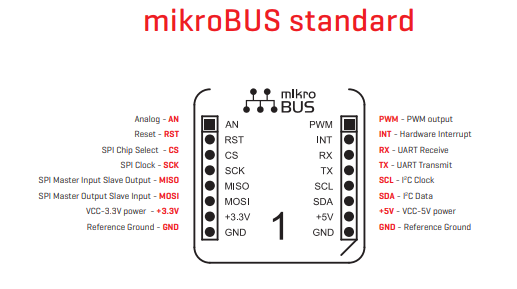 mikroBUS standard
mikro
BUS
Analog - AN
Reset - RST
SPI Chip Select - CS
SPI Clock - SCK
SPI Master Input Slave Output - MISO
SPI Master Output Slave Input - MOSI
VCC-3.3V power - +3.3V
Reference Ground - GND
AN
RST
CS
SCK
MISO
MOSI
+3.3V
GND
1
PWM
INT
RX
TX
SCL
SDA
+5V
GND
PWM - PWM output
INT - Hardware Interrupt
RX - UART Receive
TX - UART Transmit
SCL - I²C Clock
SDA - I²C Data
+5V - VCC-5V power
GND - Reference Ground